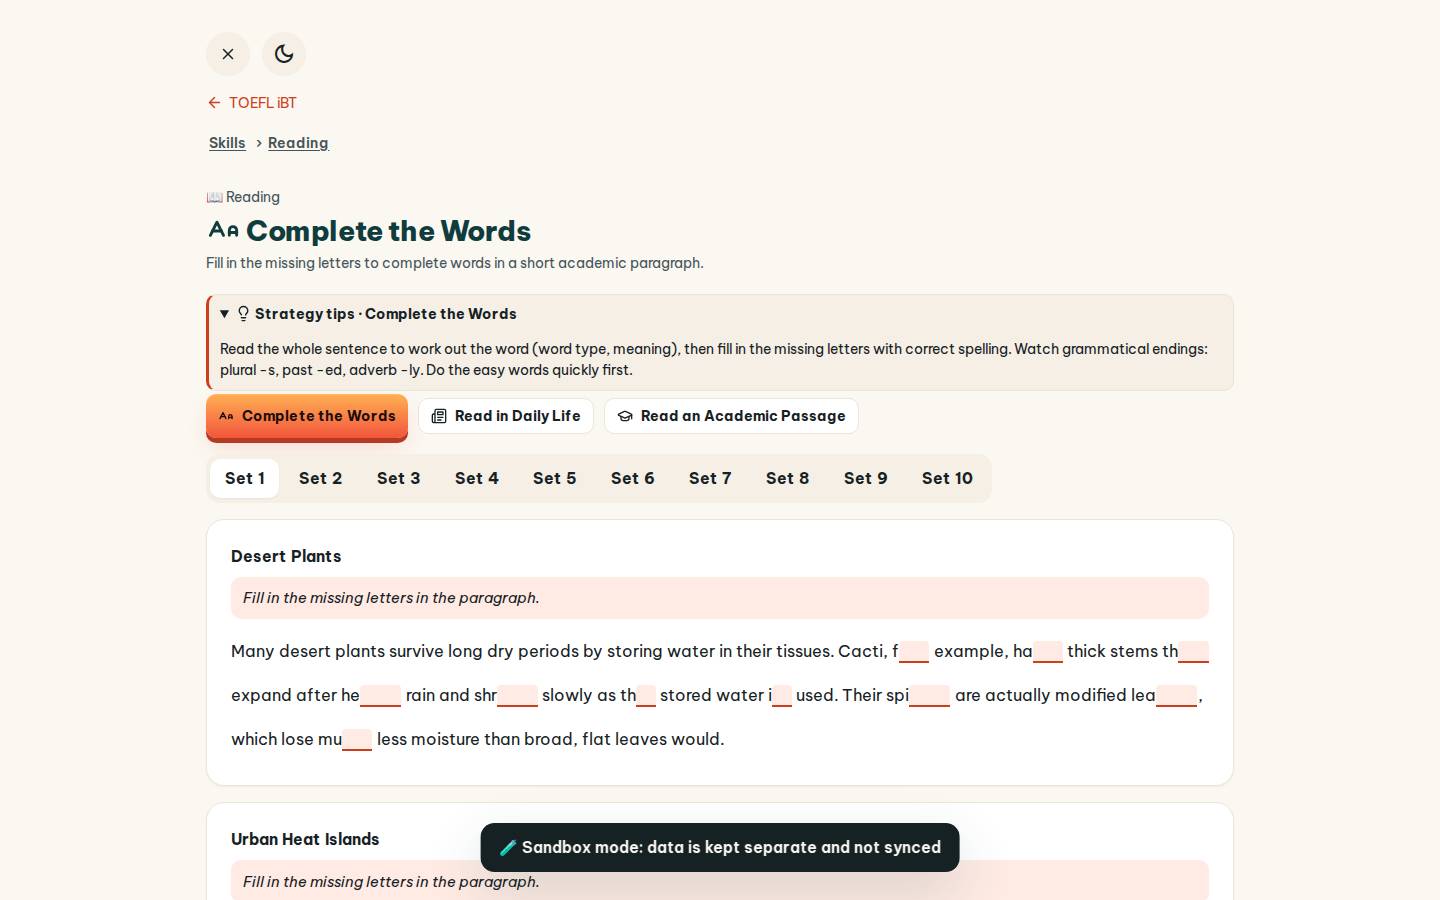 TOEFL iBT
Skills › Reading
📖 Reading
Aa Complete the Words
Fill in the missing letters to complete words in a short academic paragraph.
▼ Strategy tips · Complete the Words
Read the whole sentence to work out the word (word type, meaning), then fill in the missing letters with correct spelling. Watch grammatical endings:
plural -s, past -ed, adverb -ly. Do the easy words quickly first.
Aa Complete the Words Read in Daily Life Read an Academic Passage
Set 1 Set 2 Set 3 Set 4 Set 5 Set 6 Set 7 Set 8 Set 9 Set 10
Desert Plants
Fill in the missing letters in the paragraph.
Many desert plants survive long dry periods by storing water in their tissues. Cacti, f___ example, ha___ thick stems th___
expand after he____ rain and shr____ slowly as th__ stored water i__ used. Their spi____ are actually modified lea____,
which lose mu___ less moisture than broad, flat leaves would.
Urban Heat Islands
🧪 Sandbox mode: data is kept separate and not synced
Fill in the missing letters in the paragraph.